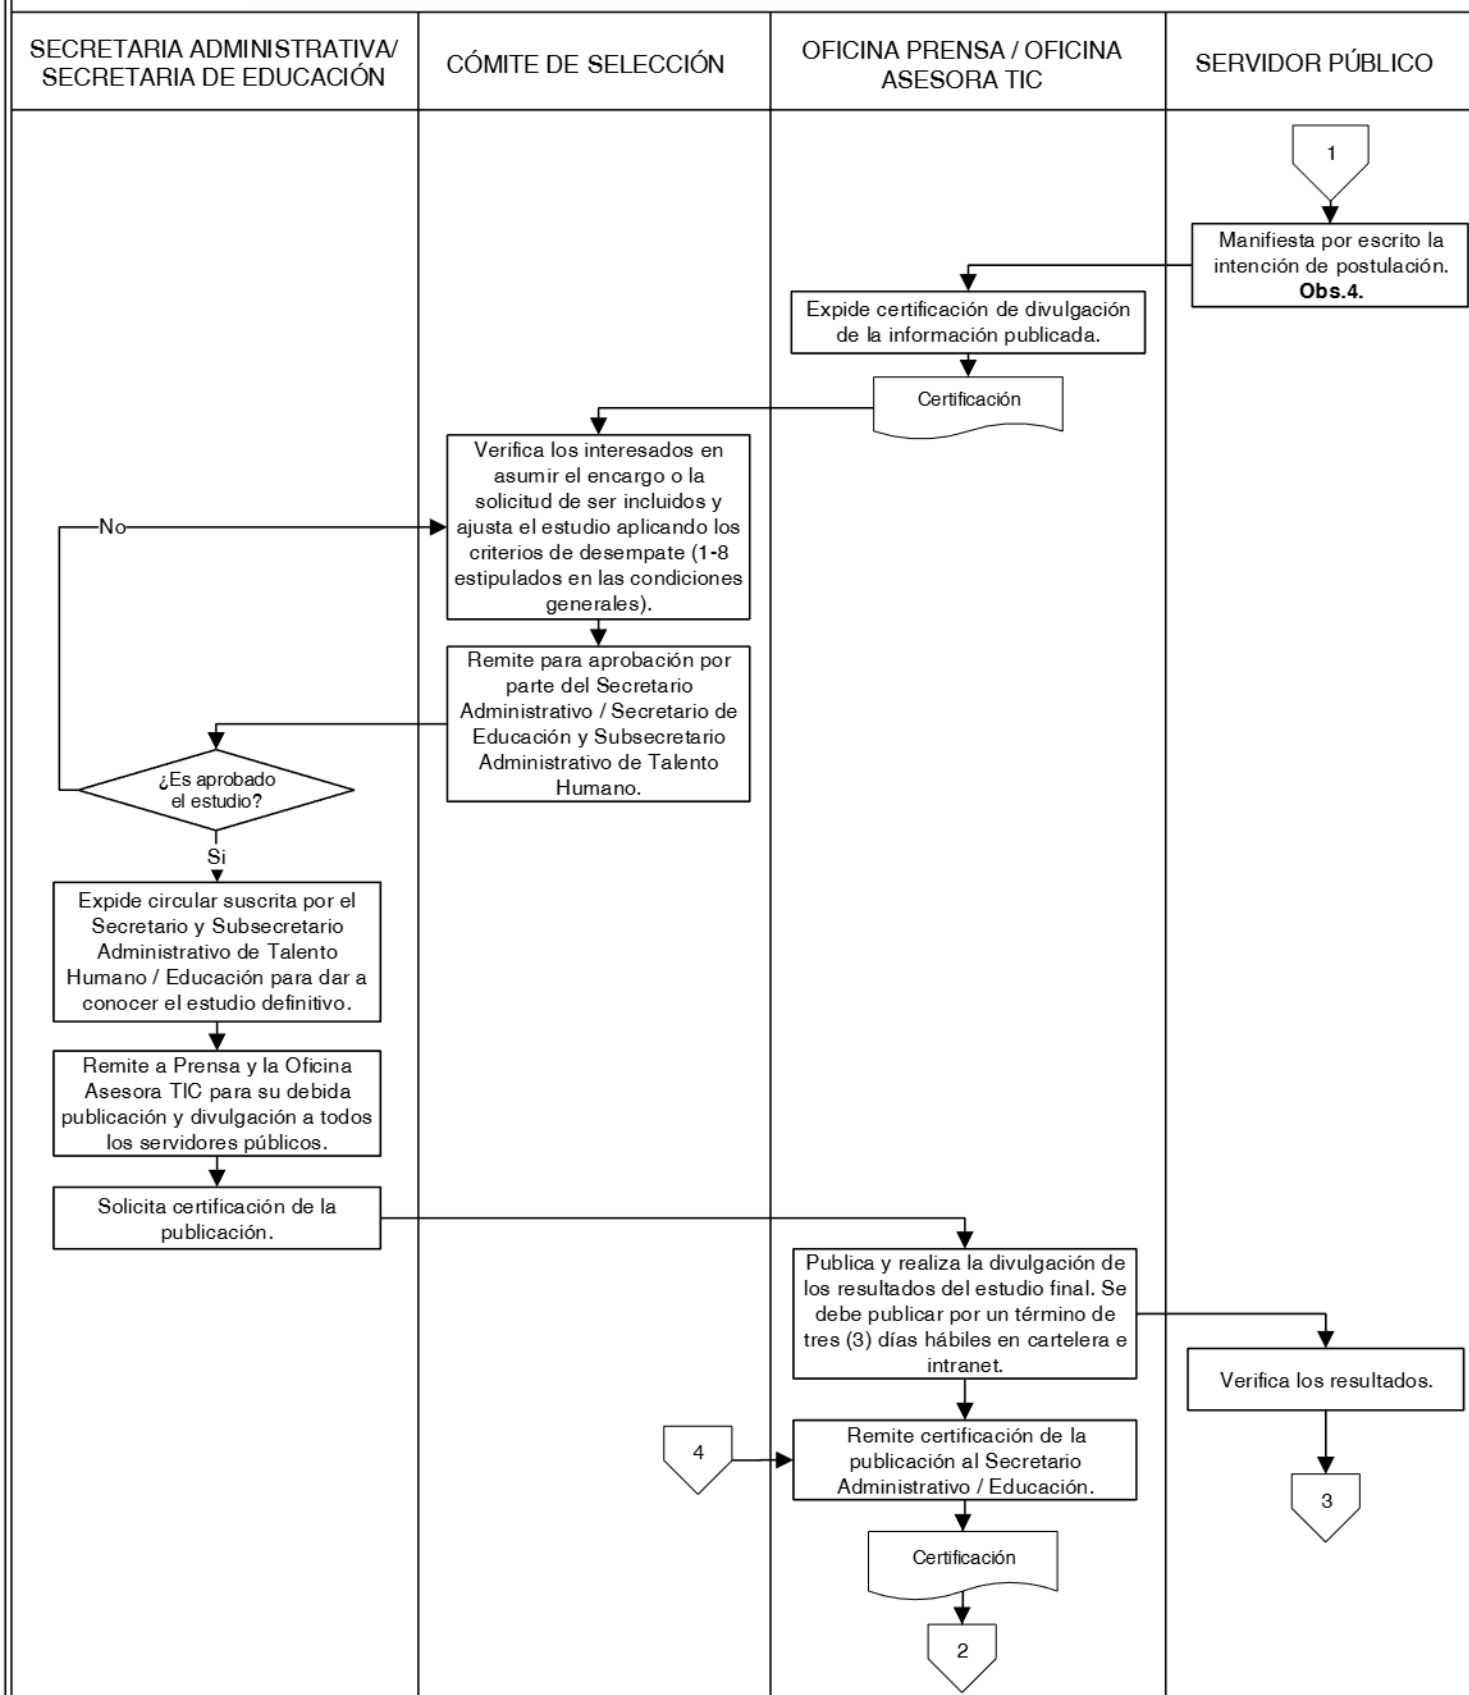 SECRETARIA ADMINISTRATIVA/
SECRETARIA DE EDUCACIÓN
CÓMITE DE SELECCIÓN
OFICINA PRENSA / OFICINA
ASESORA TIC
SERVIDOR PÚBLICO
1
Manifiesta por escrito la
intención de postulación.
Obs.4.
Expide certificación de divulgación
de la información publicada.
Certificación
Verifica los interesados en
asumir el encargo o la
solicitud de ser incluidos y
ajusta el estudio aplicando los
criterios de desempate (1-8
estipulados en las condiciones
generales).
No
Remite para aprobación por
parte del Secretario
Administrativo / Secretario de
Educación y Subsecretario
Administrativo de Talento
Humano.
¿Es aprobado
el estudio?
Si
Expide circular suscrita por el
Secretario y Subsecretario
Administrativo de Talento
Humano / Educación para dar a
conocer el estudio definitivo.
Remite a Prensa y la Oficina
Asesora TIC para su debida
publicación y divulgación a todos
los servidores públicos.
Solicita certificación de la
publicación.
Publica y realiza la divulgación de
los resultados del estudio final. Se
debe publicar por un término de
tres (3) días hábiles en cartelera e
intranet.
Verifica los resultados.
4
Remite certificación de la
publicación al Secretario
Administrativo / Educación.
3
Certificación
2